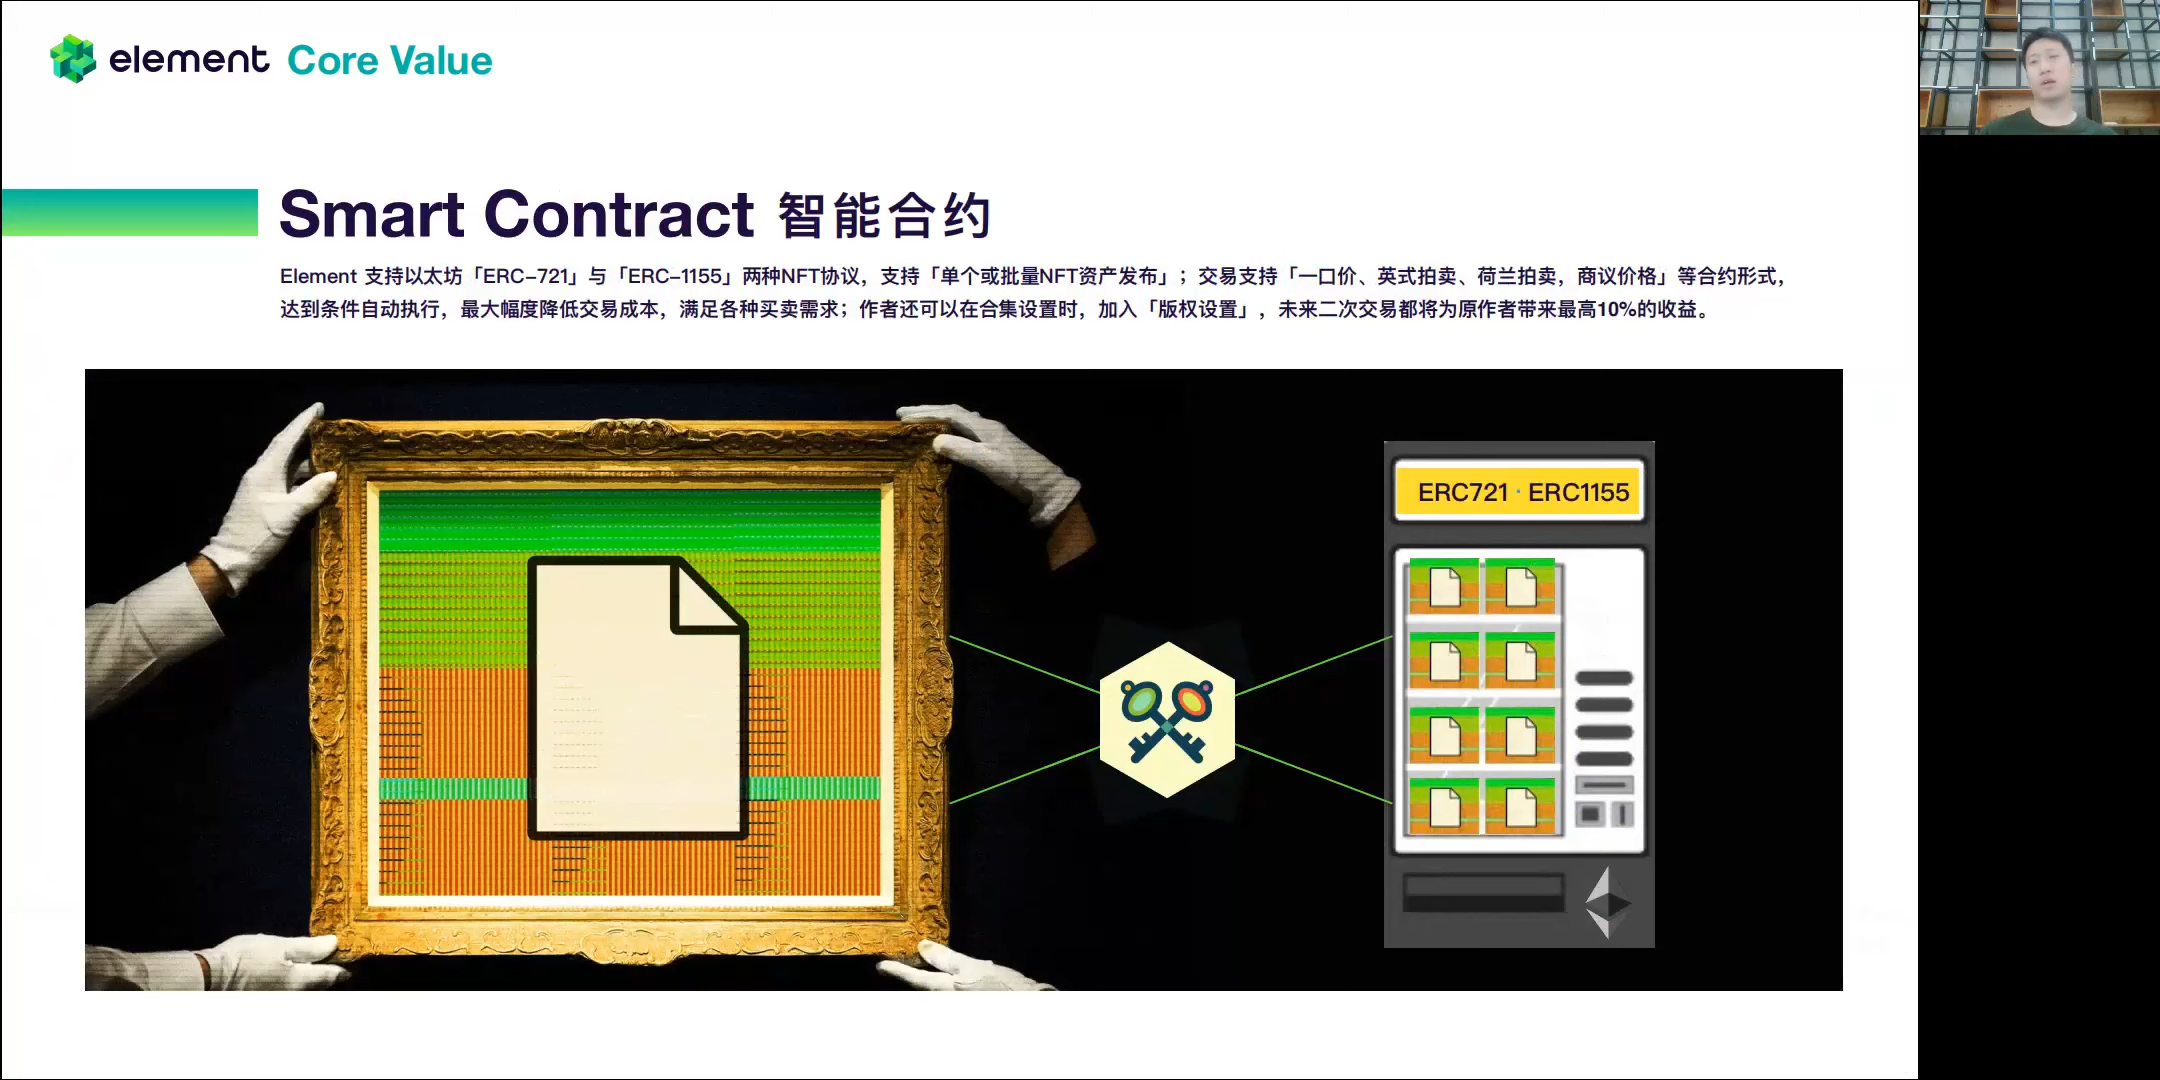 element Core Value
Smart Contract 智能合约
Element 支持以太坊「ERC-721」与「ERC-1155」两种NFT协议，支持「单个或批量NFT资产发布」；交易支持「一口价、英式拍卖、荷兰拍卖，商议价格」等合约形式，
达到条件自动执行，最大幅度降低交易成本，满足各种买卖需求；作者还可以在合集设置时，加入「版权设置」，未来二次交易都将为原作者带来最高10%的收益。
ERC721 · ERC1155